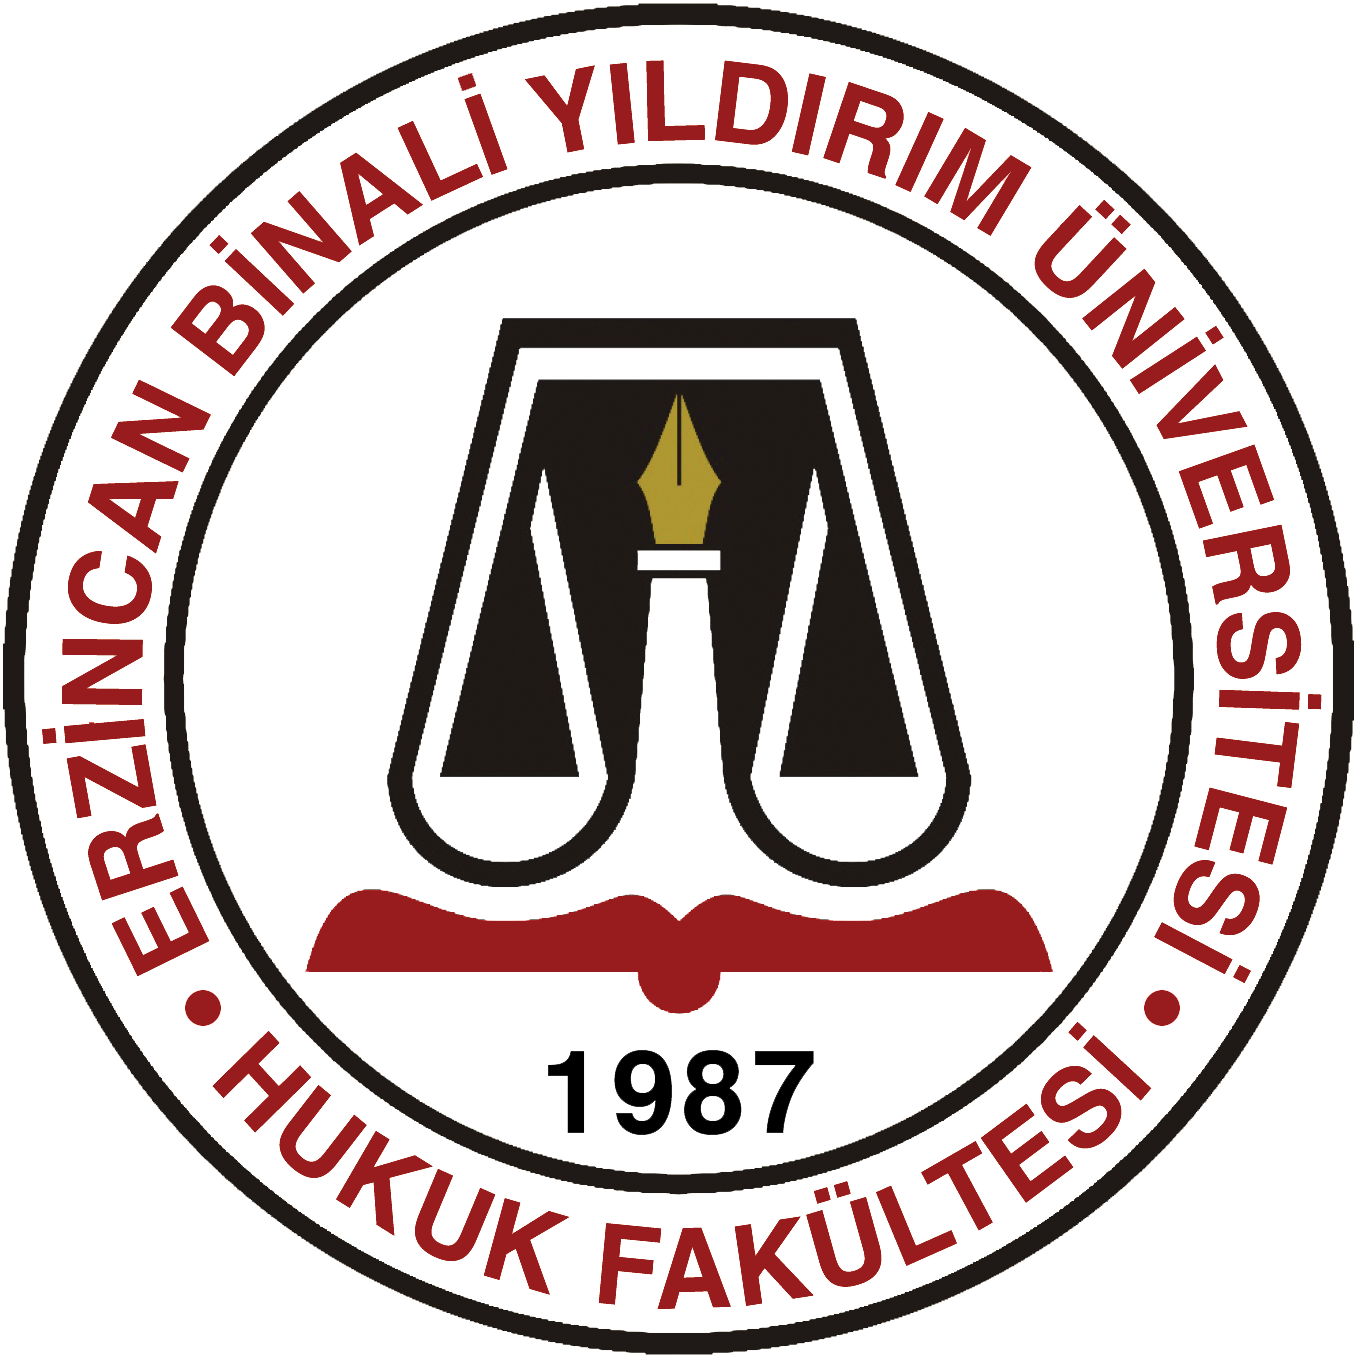 ERZİNCAN BİNALİ YILDIRIM ÜNİVERSİTESİ
• HUKUK FAKÜLTESİ •
1987